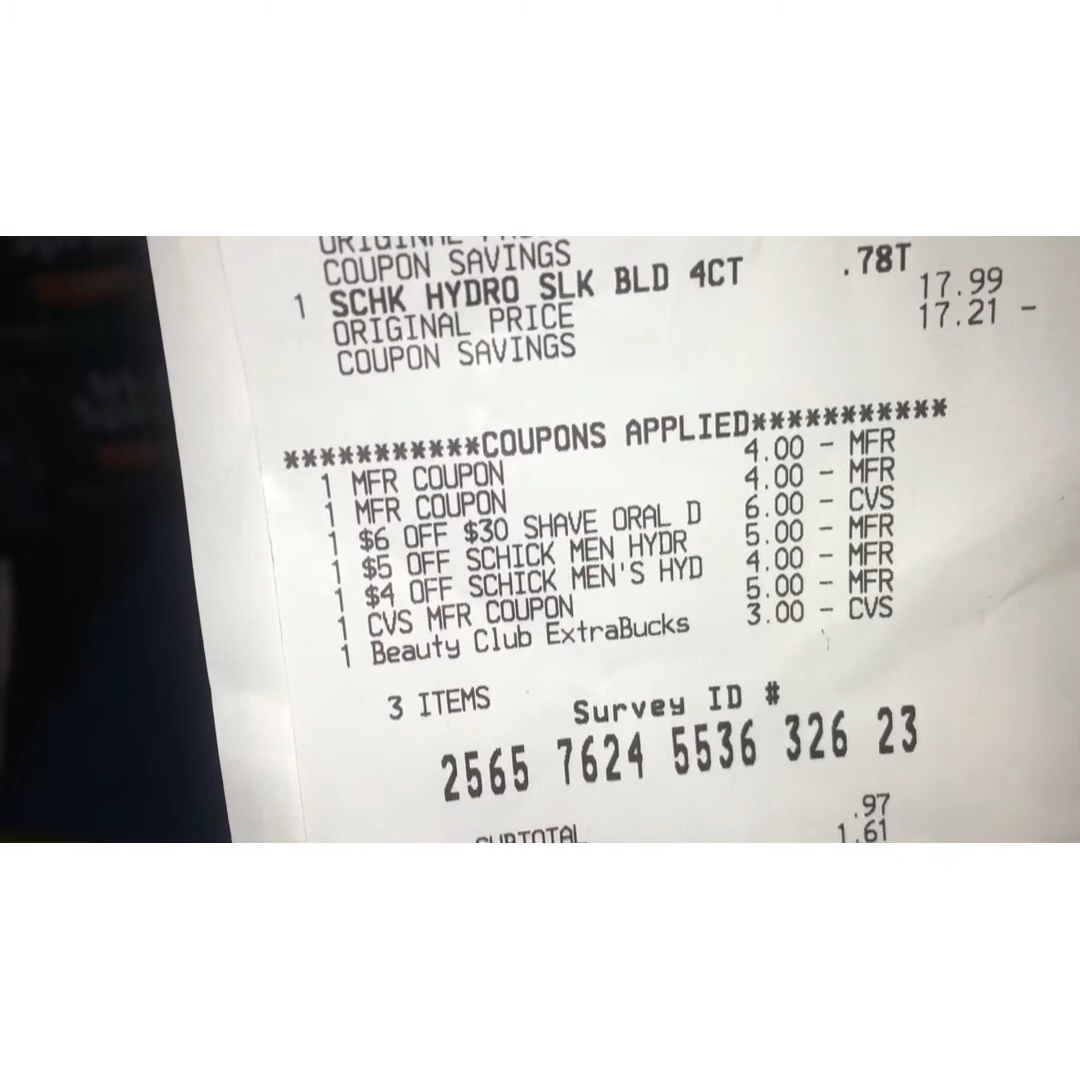 COUPON SAVINGS
1 SCHK HYDRO SLK BLD 4CT .78T
ORIGINAL PRICE 17.99
COUPON SAVINGS 17.21 -
***********COUPONS APPLIED***********
1 MFR COUPON 4.00 - MFR
1 MFR COUPON 4.00 - MFR
1 $6 OFF $30 SHAVE ORAL D 6.00 - CVS
1 $5 OFF SCHICK MEN HYDR 5.00 - MFR
1 $4 OFF SCHICK MEN'S HYD 4.00 - MFR
1 CVS MFR COUPON 5.00 - MFR
1 Beauty Club ExtraBucks 3.00 - CVS
3 ITEMS
Survey ID #
2565 7624 5536 326 23
SUBTOTAL .97
1.61